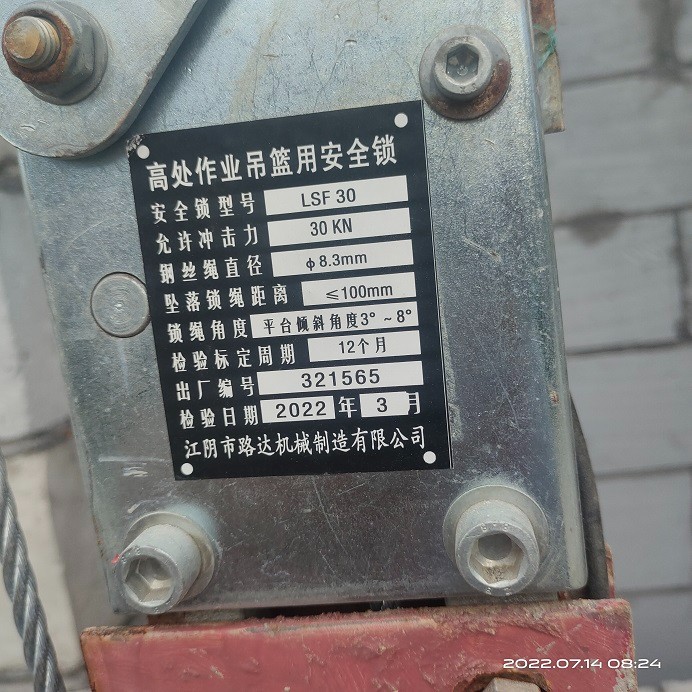 高处作业吊篮用安全锁
安全锁型号 LSF 30
允许冲击力 30 KN
钢丝绳直径 ф8.3mm
坠落锁绳距离 ≤100mm
锁绳角度 平台倾斜角度3°~8°
检验标定周期 12个月
出厂编号 321565
检验日期 2022 年 3 月
江阴市路达机械制造有限公司
2022.07.14 08:24